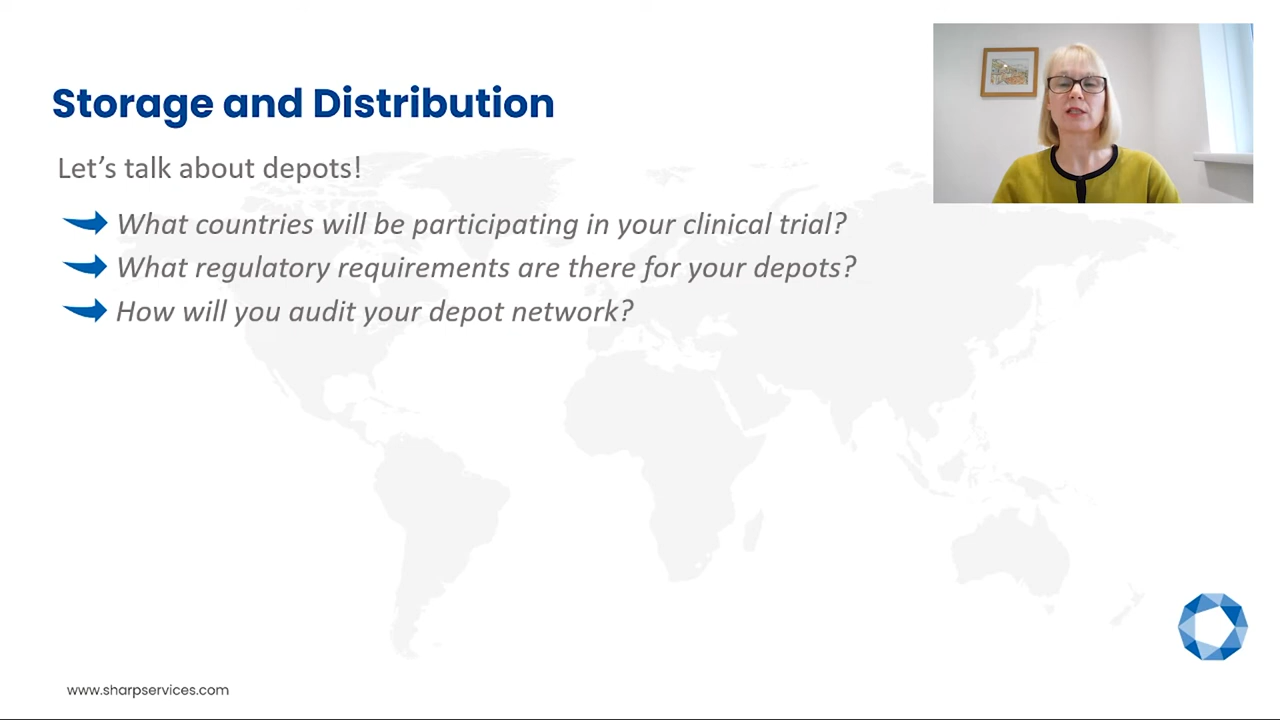 Storage and Distribution
Let’s talk about depots!
What countries will be participating in your clinical trial?
What regulatory requirements are there for your depots?
How will you audit your depot network?
www.sharpservices.com